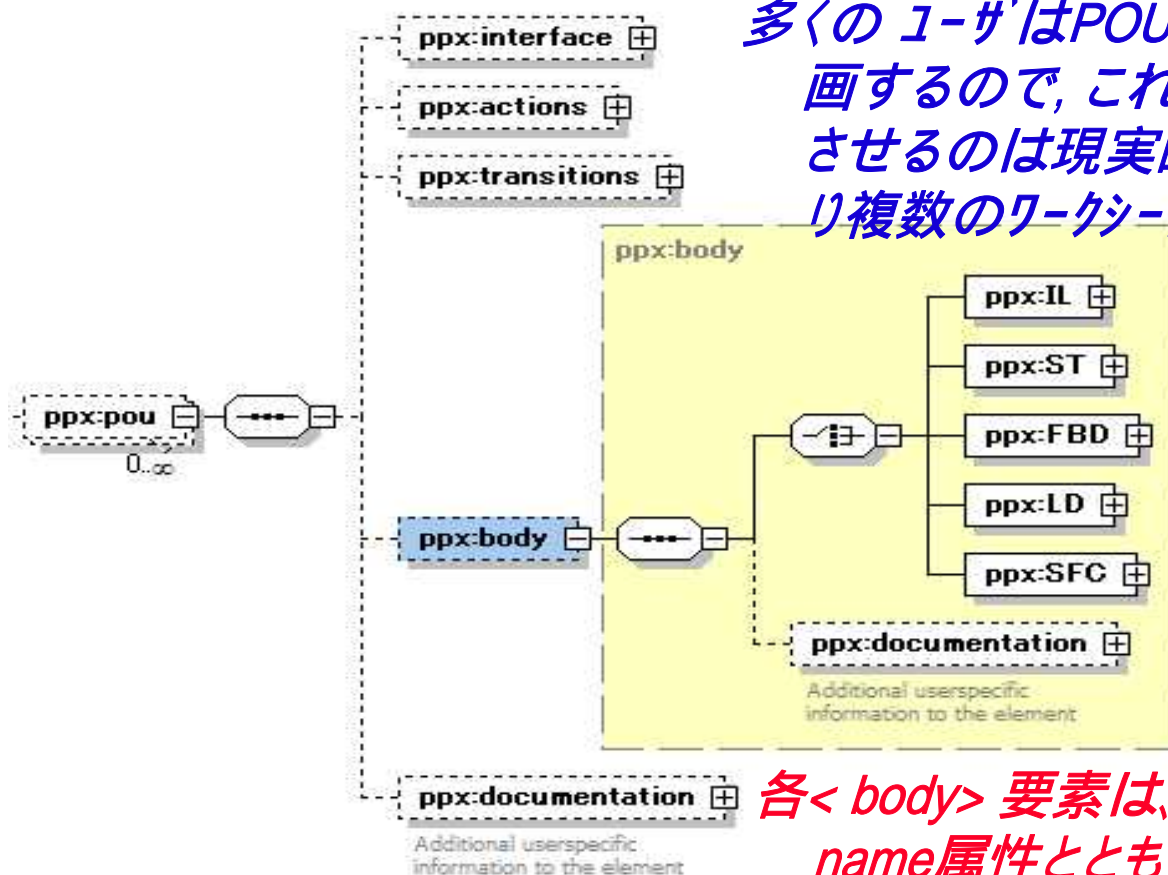 ppx:interface
ppx:actions
ppx:transitions
多くの ユーザはPOU
画するので, これ
させるのは現実
り複数のワークシー
ppx:body
ppx:IL
ppx:ST
ppx:FBD
ppx:LD
ppx:SFC
ppx:pou
0..∞
ppx:body
ppx:documentation
Additional userspecific
information to the element
ppx:documentation
Additional userspecific
information to the element
各< body> 要素は、
name属性ととも